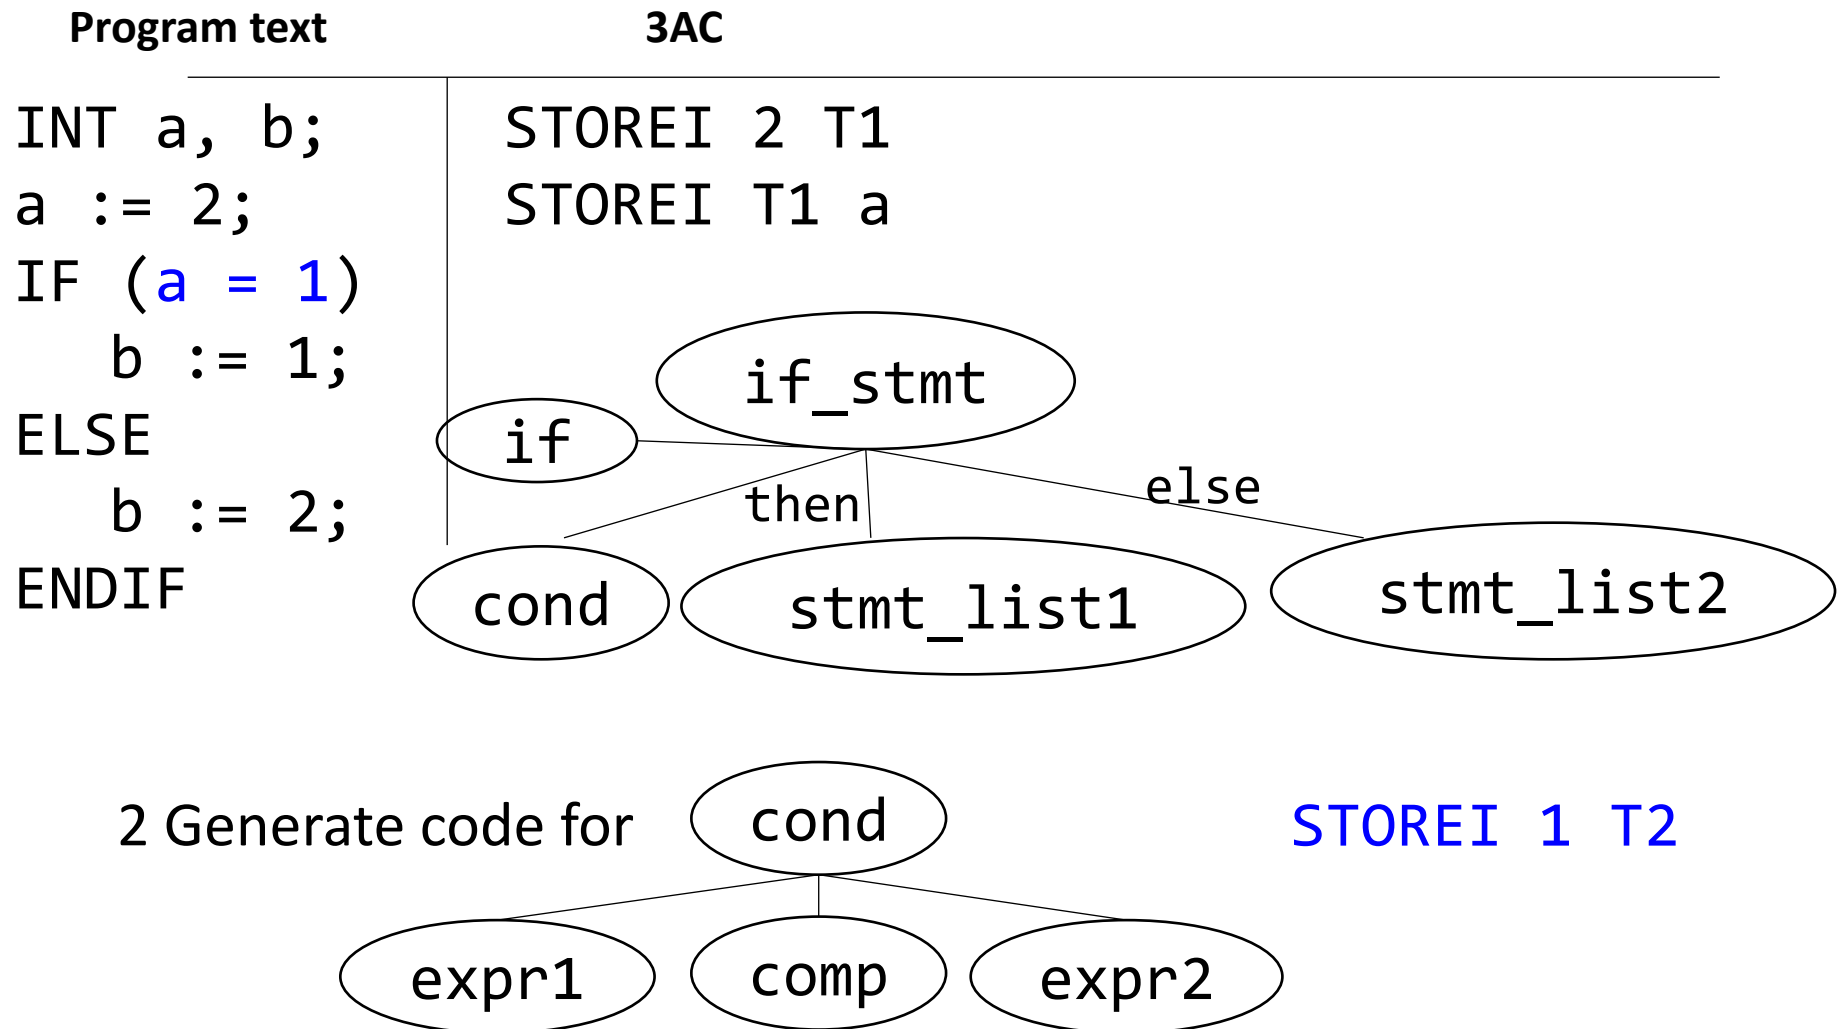 Program text 3AC
INT a, b; STOREI 2 T1
a := 2; STOREI T1 a
IF (a = 1)
b := 1;
if_stmt
ELSE
if
then
else
b := 2;
ENDIF
cond
stmt_list1
stmt_list2
2 Generate code for
cond
STOREI 1 T2
expr1
comp
expr2